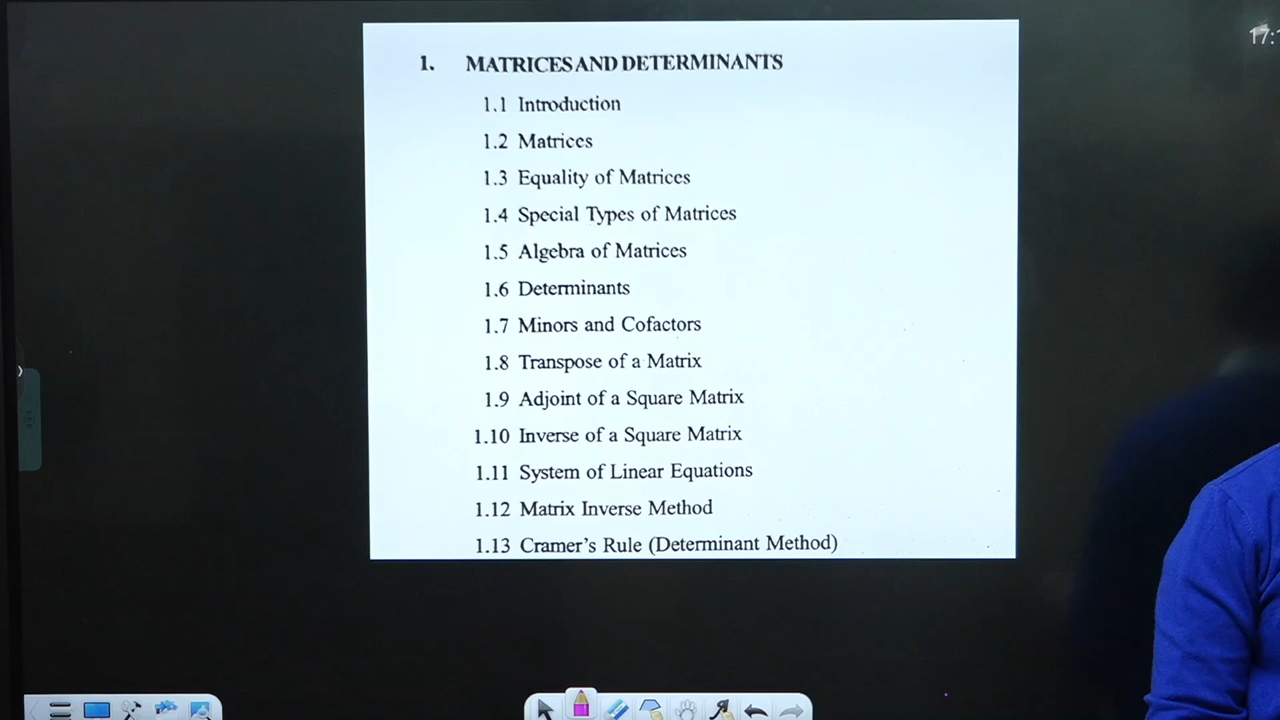 17:
1. MATRICES AND DETERMINANTS
1.1 Introduction
1.2 Matrices
1.3 Equality of Matrices
1.4 Special Types of Matrices
1.5 Algebra of Matrices
1.6 Determinants
1.7 Minors and Cofactors
1.8 Transpose of a Matrix
1.9 Adjoint of a Square Matrix
1.10 Inverse of a Square Matrix
1.11 System of Linear Equations
1.12 Matrix Inverse Method
1.13 Cramer's Rule (Determinant Method)